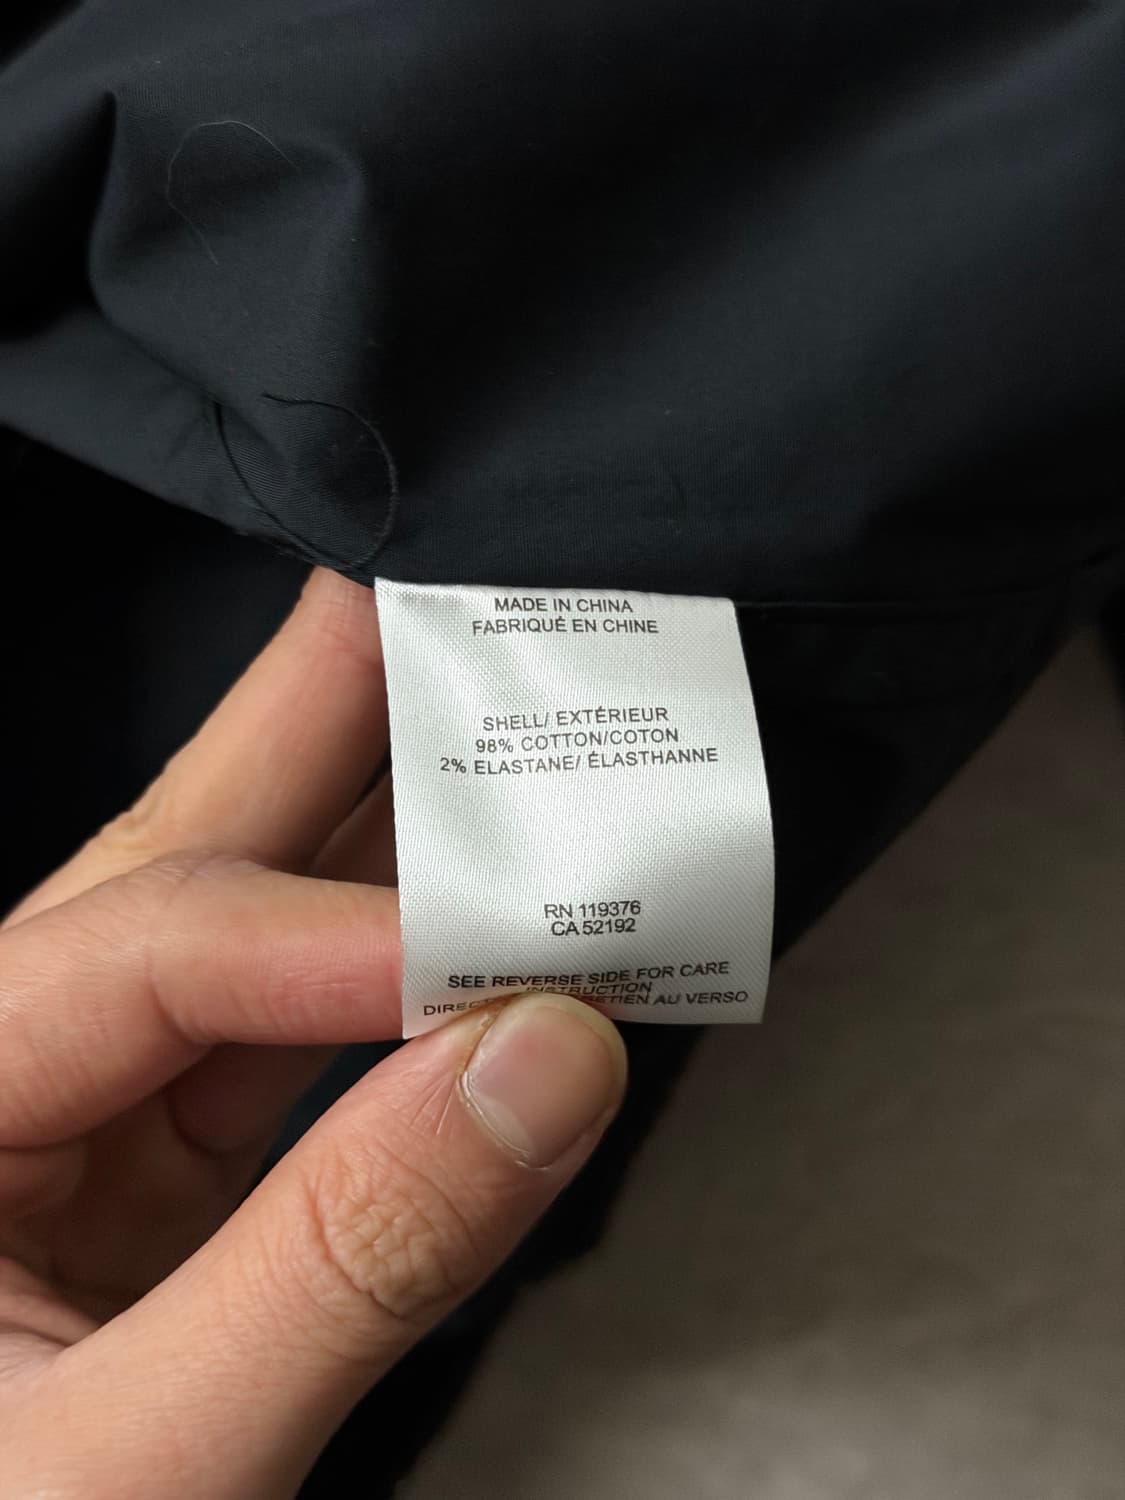 MADE IN CHINA
FABRIQUÉ EN CHINE
SHELL/ EXTÉRIEUR
98% COTTON/COTON
2% ELASTANE/ ÉLASTHANNE
RN 119376
CA 52192
SEE REVERSE SIDE FOR CARE
INSTRUCTION
AU VERSO